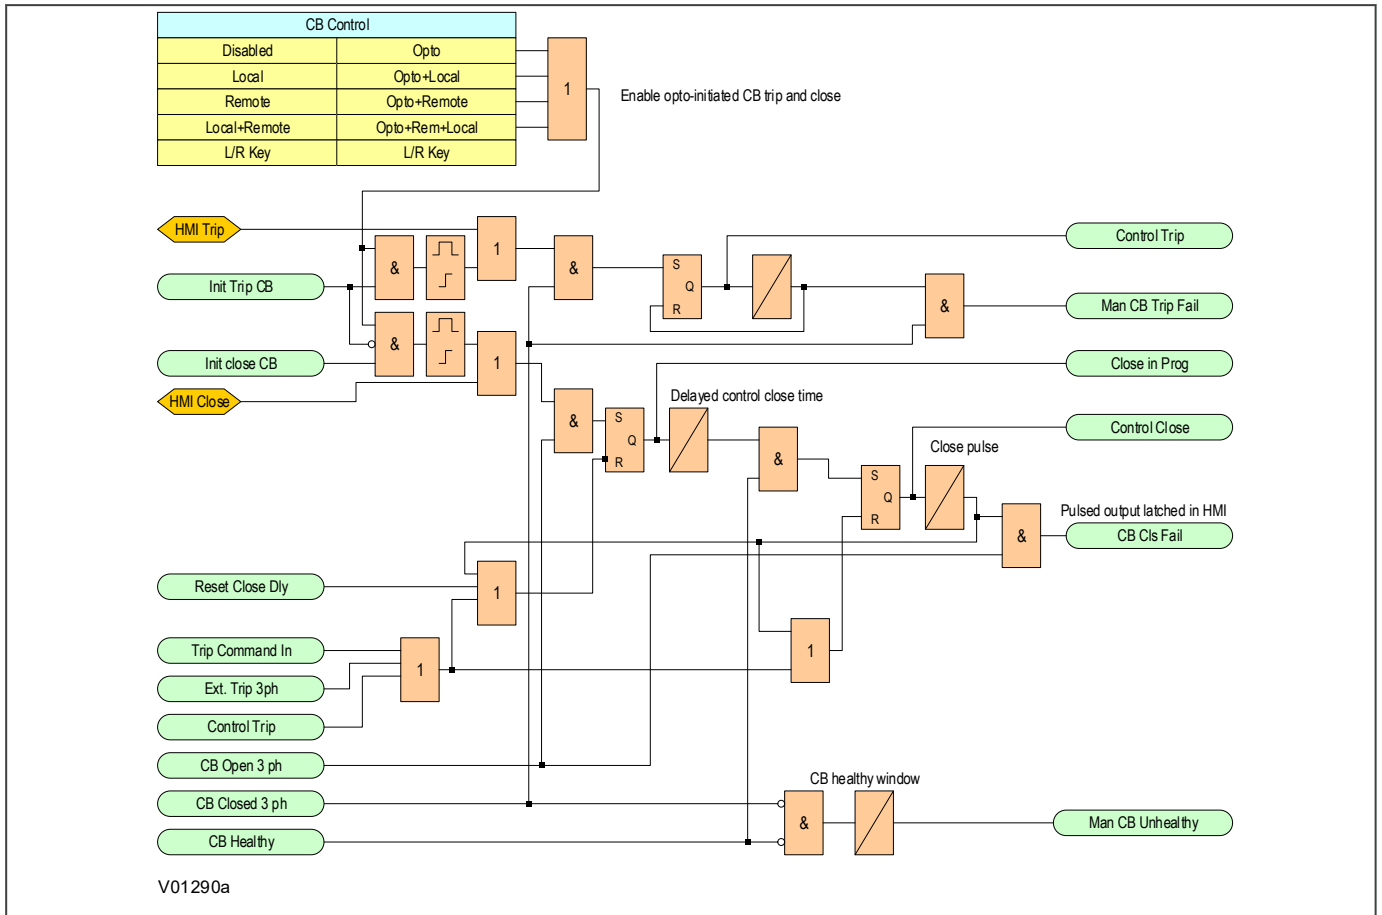 CB Control
Disabled Opto
Local Opto+Local
Remote Opto+Remote
Local+Remote Opto+Rem+Local
L/R Key L/R Key
1
Enable opto-initiated CB trip and close
HMI Trip
1
Control Trip
&
&
S
Q
R
Init Trip CB
&
Man CB Trip Fail
&
Init close CB
1
Close in Prog
HMI Close
Delayed control close time
&
S
Q
R
Control Close
&
Close pulse
S
Q
R
Pulsed output latched in HMI
&
CB Cls Fail
Reset Close Dly
1
Trip Command In
1
1
Ext. Trip 3ph
Control Trip
CB Open 3 ph
CB healthy window
CB Closed 3 ph
&
Man CB Unhealthy
CB Healthy
V01290a